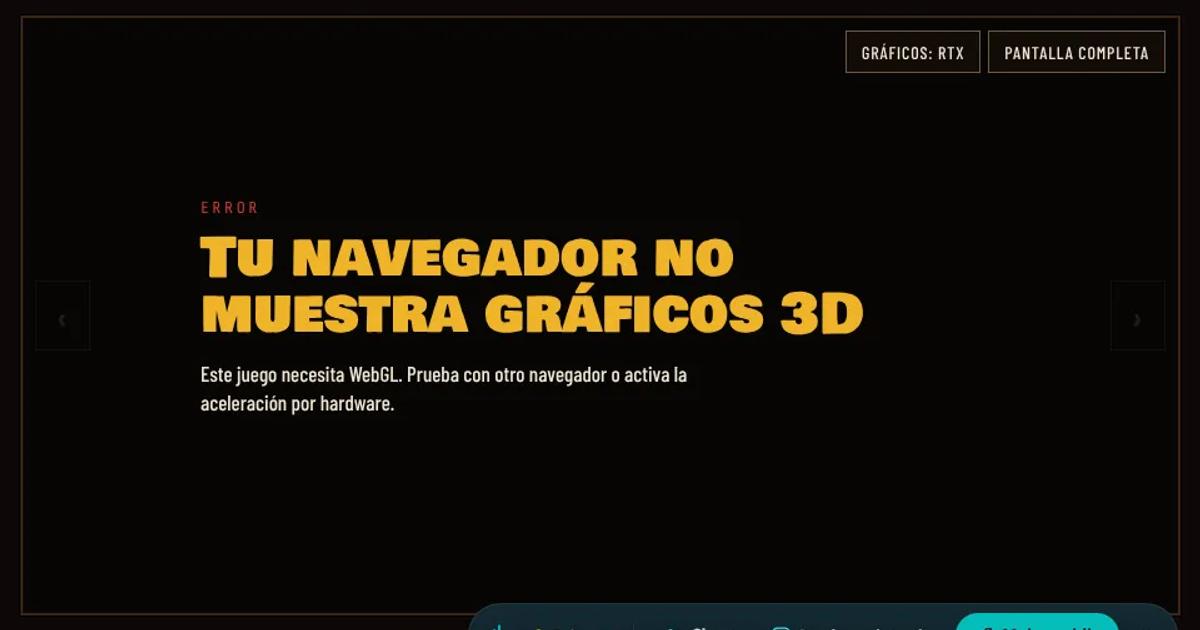 GRÁFICOS: RTX
PANTALLA COMPLETA
ERROR
Tu navegador no
muestra gráficos 3D
Este juego necesita WebGL. Prueba con otro navegador o activa la
aceleración por hardware.